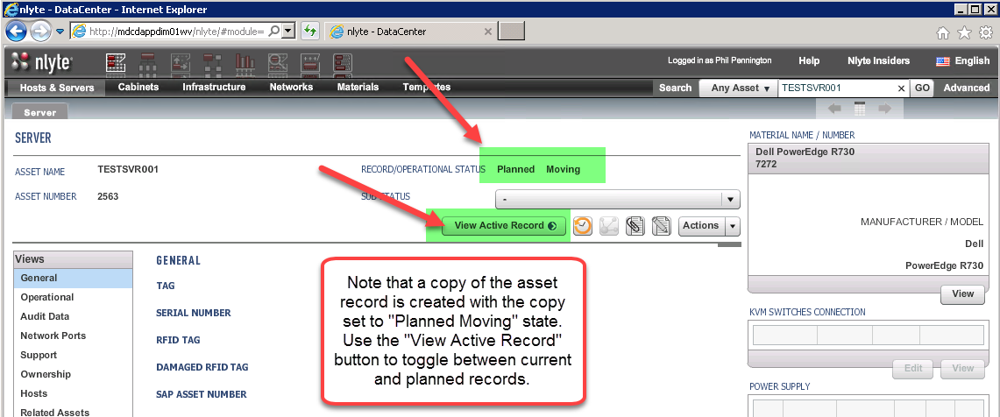 nlyte - DataCenter - Internet Explorer
http://mdcdappdim01wv/nlyte/#module=
nlyte - DataCenter
nlyte
Logged in as Phil Pennington Help Nlyte Insiders English
Hosts & Servers Cabinets Infrastructure Networks Materials Templates Search Any Asset TESTSVR001 GO Advanced
Server
SERVER
ASSET NAME TESTSVR001 RECORD/OPERATIONAL STATUS Planned Moving
ASSET NUMBER 2563 SUB STATUS -
View Active Record Actions
Views
General
Operational
Audit Data
Network Ports
Support
Ownership
Hosts
Related Assets
GENERAL
TAG
SERIAL NUMBER
RFID TAG
DAMAGED RFID TAG
SAP ASSET NUMBER
Note that a copy of the asset
record is created with the copy
set to "Planned Moving" state.
Use the "View Active Record"
button to toggle between current
and planned records.
MATERIAL NAME / NUMBER
Dell PowerEdge R730
7272
MANUFACTURER / MODEL
Dell
PowerEdge R730
View
KVM SWITCHES CONNECTION
Edit View
POWER SUPPLY